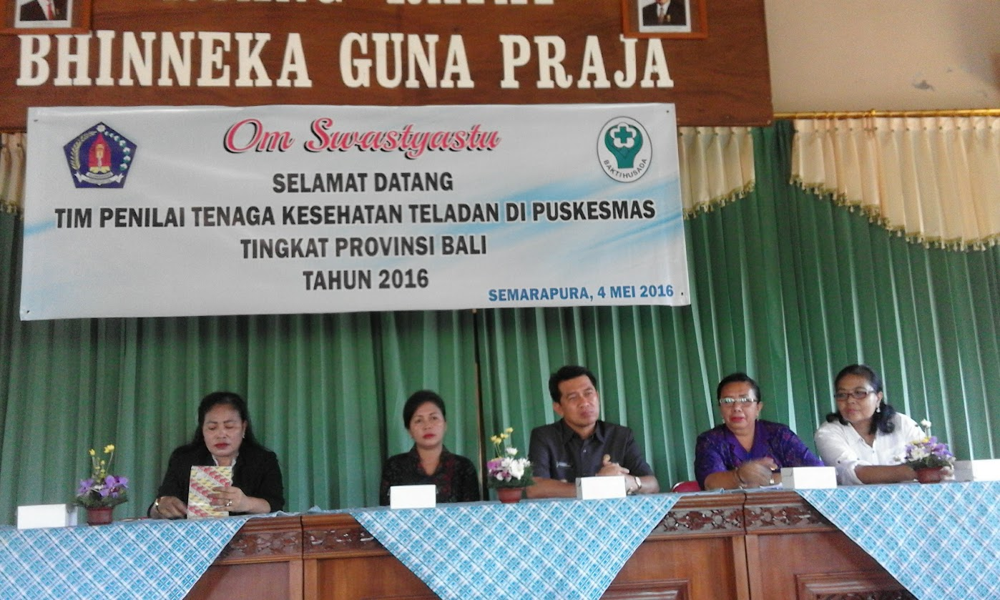 BHINNEKA GUNA PRAJA
Om Swastyastu
SELAMAT DATANG
TIM PENILAI TENAGA KESEHATAN TELADAN DI PUSKESMAS
TINGKAT PROVINSI BALI
TAHUN 2016
SEMARAPURA, 4 MEI 2016
BAKTI HUSADA